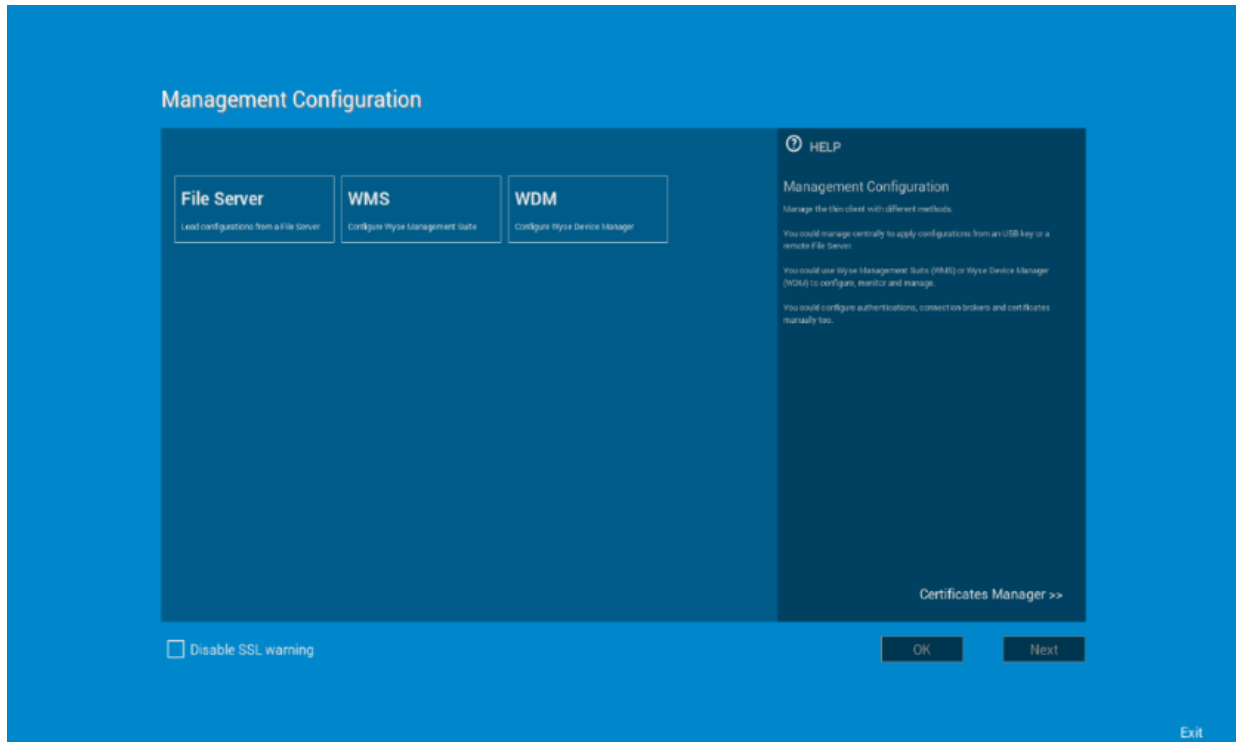 Management Configuration
File Server
Lead configurations from a File Server
WMS
Configure Wyse Management Suite
WDM
Configure Wyse Device Manager
? HELP
Management Configuration
Manage the thin client with different methods.
You could manage centrally to apply configurations from an USB key or a
remote File Server.
You could use Wyse Management Suits (WMS) or Wyse Device Manager
(WDM) to configure, monitor and manage.
You could configure authentications, connection brokers and certificates
manually too.
Certificates Manager >>
Disable SSL warning
OK
Next
Exit